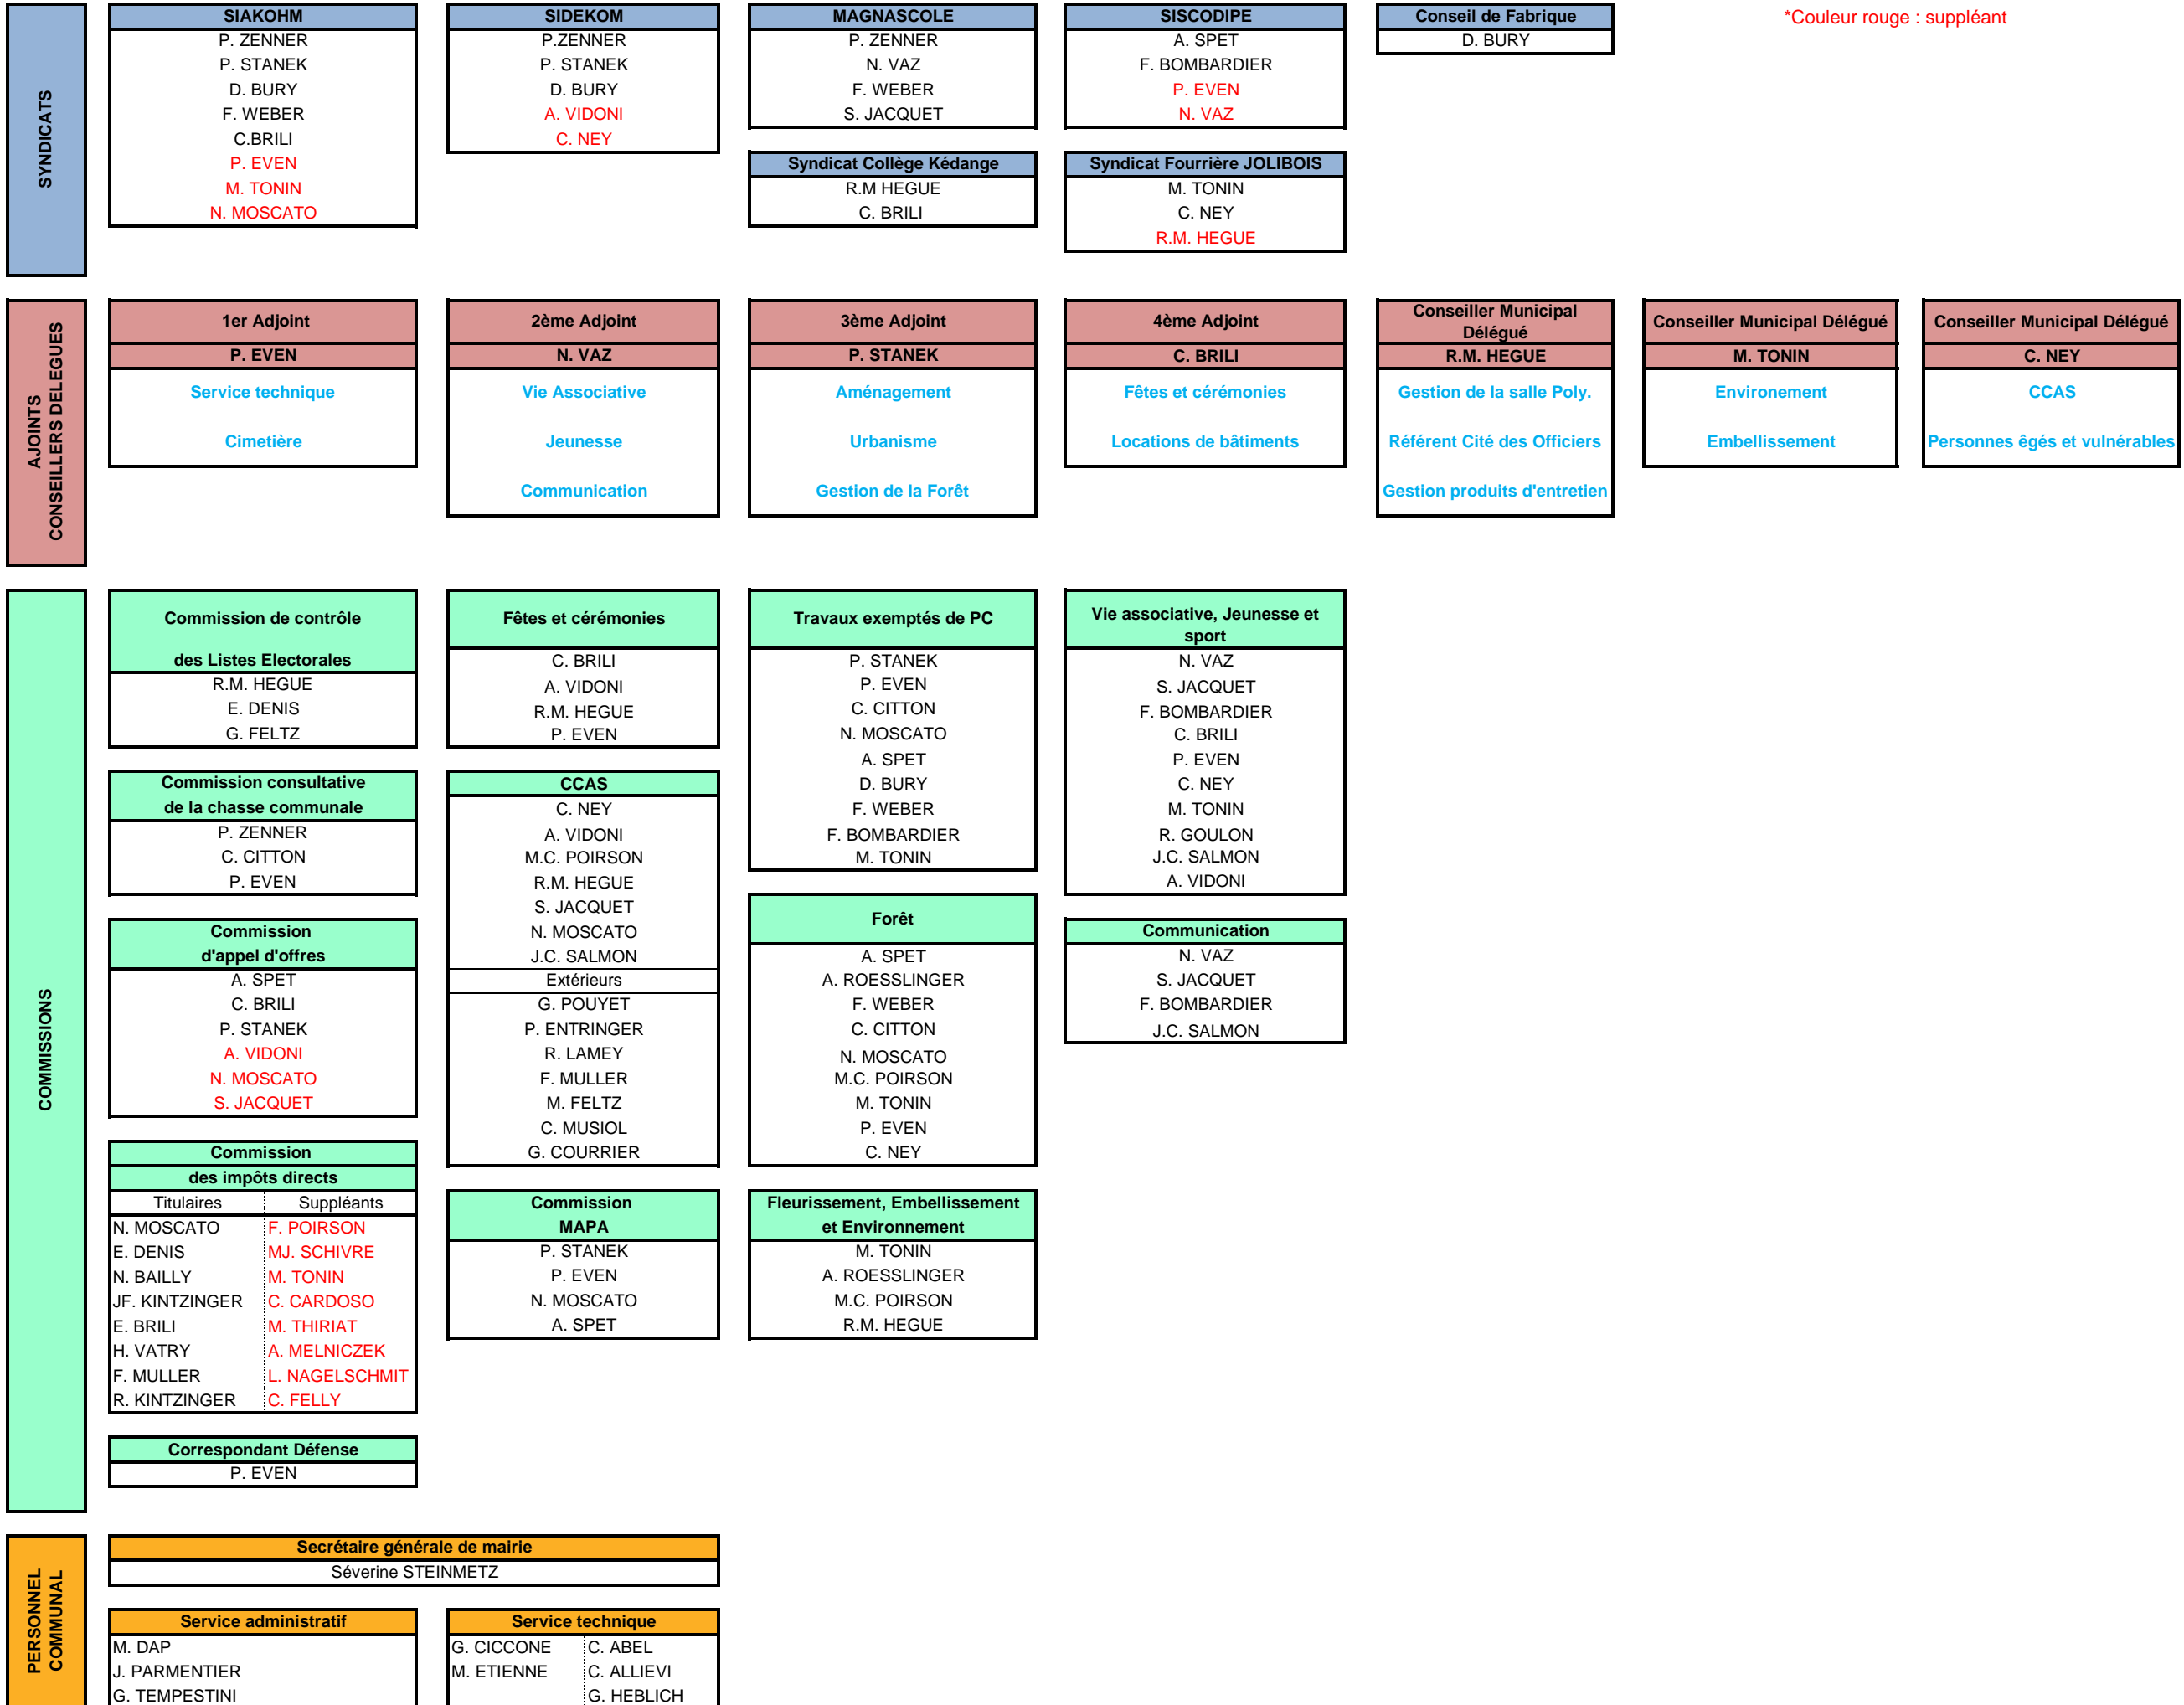 SYNDICATS
SIAKOHM
P. ZENNER
P. STANEK
D. BURY
F. WEBER
C.BRILI
P. EVEN
M. TONIN
N. MOSCATO
SIDEKOM
P.ZENNER
P. STANEK
D. BURY
A. VIDONI
C. NEY
MAGNASCOLE
P. ZENNER
N. VAZ
F. WEBER
S. JACQUET
Syndicat Collège Kédange
R.M HEGUE
C. BRILI
SISCODIPE
A. SPET
F. BOMBARDIER
P. EVEN
N. VAZ
Syndicat Fourrière JOLIBOIS
M. TONIN
C. NEY
R.M. HEGUE
Conseil de Fabrique
D. BURY
*Couleur rouge : suppléant
AJOINTS
CONSEILLERS DELEGUES
1er Adjoint
P. EVEN
Service technique
Cimetière
2ème Adjoint
N. VAZ
Vie Associative
Jeunesse
Communication
3ème Adjoint
P. STANEK
Aménagement
Urbanisme
Gestion de la Forêt
4ème Adjoint
C. BRILI
Fêtes et cérémonies
Locations de bâtiments
Conseiller Municipal
Délégué
R.M. HEGUE
Gestion de la salle Poly.
Référent Cité des Officiers
Gestion produits d'entretien
Conseiller Municipal Délégué
M. TONIN
Environement
Embellissement
Conseiller Municipal Délégué
C. NEY
CCAS
Personnes êgés et vulnérables
COMMISSIONS
Commission de contrôle
des Listes Electorales
R.M. HEGUE
E. DENIS
G. FELTZ
Commission consultative
de la chasse communale
P. ZENNER
C. CITTON
P. EVEN
Commission
d'appel d'offres
A. SPET
C. BRILI
P. STANEK
A. VIDONI
N. MOSCATO
S. JACQUET
Commission
des impôts directs
Titulaires Suppléants
N. MOSCATO F. POIRSON
E. DENIS MJ. SCHIVRE
N. BAILLY M. TONIN
JF. KINTZINGER C. CARDOSO
E. BRILI M. THIRIAT
H. VATRY A. MELNICZEK
F. MULLER L. NAGELSCHMIT
R. KINTZINGER C. FELLY
Correspondant Défense
P. EVEN
Fêtes et cérémonies
C. BRILI
A. VIDONI
R.M. HEGUE
P. EVEN
CCAS
C. NEY
A. VIDONI
M.C. POIRSON
R.M. HEGUE
S. JACQUET
N. MOSCATO
J.C. SALMON
Extérieurs
G. POUYET
P. ENTRINGER
R. LAMEY
F. MULLER
M. FELTZ
C. MUSIOL
G. COURRIER
Commission
MAPA
P. STANEK
P. EVEN
N. MOSCATO
A. SPET
Travaux exemptés de PC
P. STANEK
P. EVEN
C. CITTON
N. MOSCATO
A. SPET
D. BURY
F. WEBER
F. BOMBARDIER
M. TONIN
Forêt
A. SPET
A. ROESSLINGER
F. WEBER
C. CITTON
N. MOSCATO
M.C. POIRSON
M. TONIN
P. EVEN
C. NEY
Fleurissement, Embellissement
et Environnement
M. TONIN
A. ROESSLINGER
M.C. POIRSON
R.M. HEGUE
Vie associative, Jeunesse et
sport
N. VAZ
S. JACQUET
F. BOMBARDIER
C. BRILI
P. EVEN
C. NEY
M. TONIN
R. GOULON
J.C. SALMON
A. VIDONI
Communication
N. VAZ
S. JACQUET
F. BOMBARDIER
J.C. SALMON
PERSONNEL
COMMUNAL
Secrétaire générale de mairie
Séverine STEINMETZ
Service administratif
M. DAP
J. PARMENTIER
G. TEMPESTINI
Service technique
G. CICCONE C. ABEL
M. ETIENNE C. ALLIEVI
G. HEBLICH